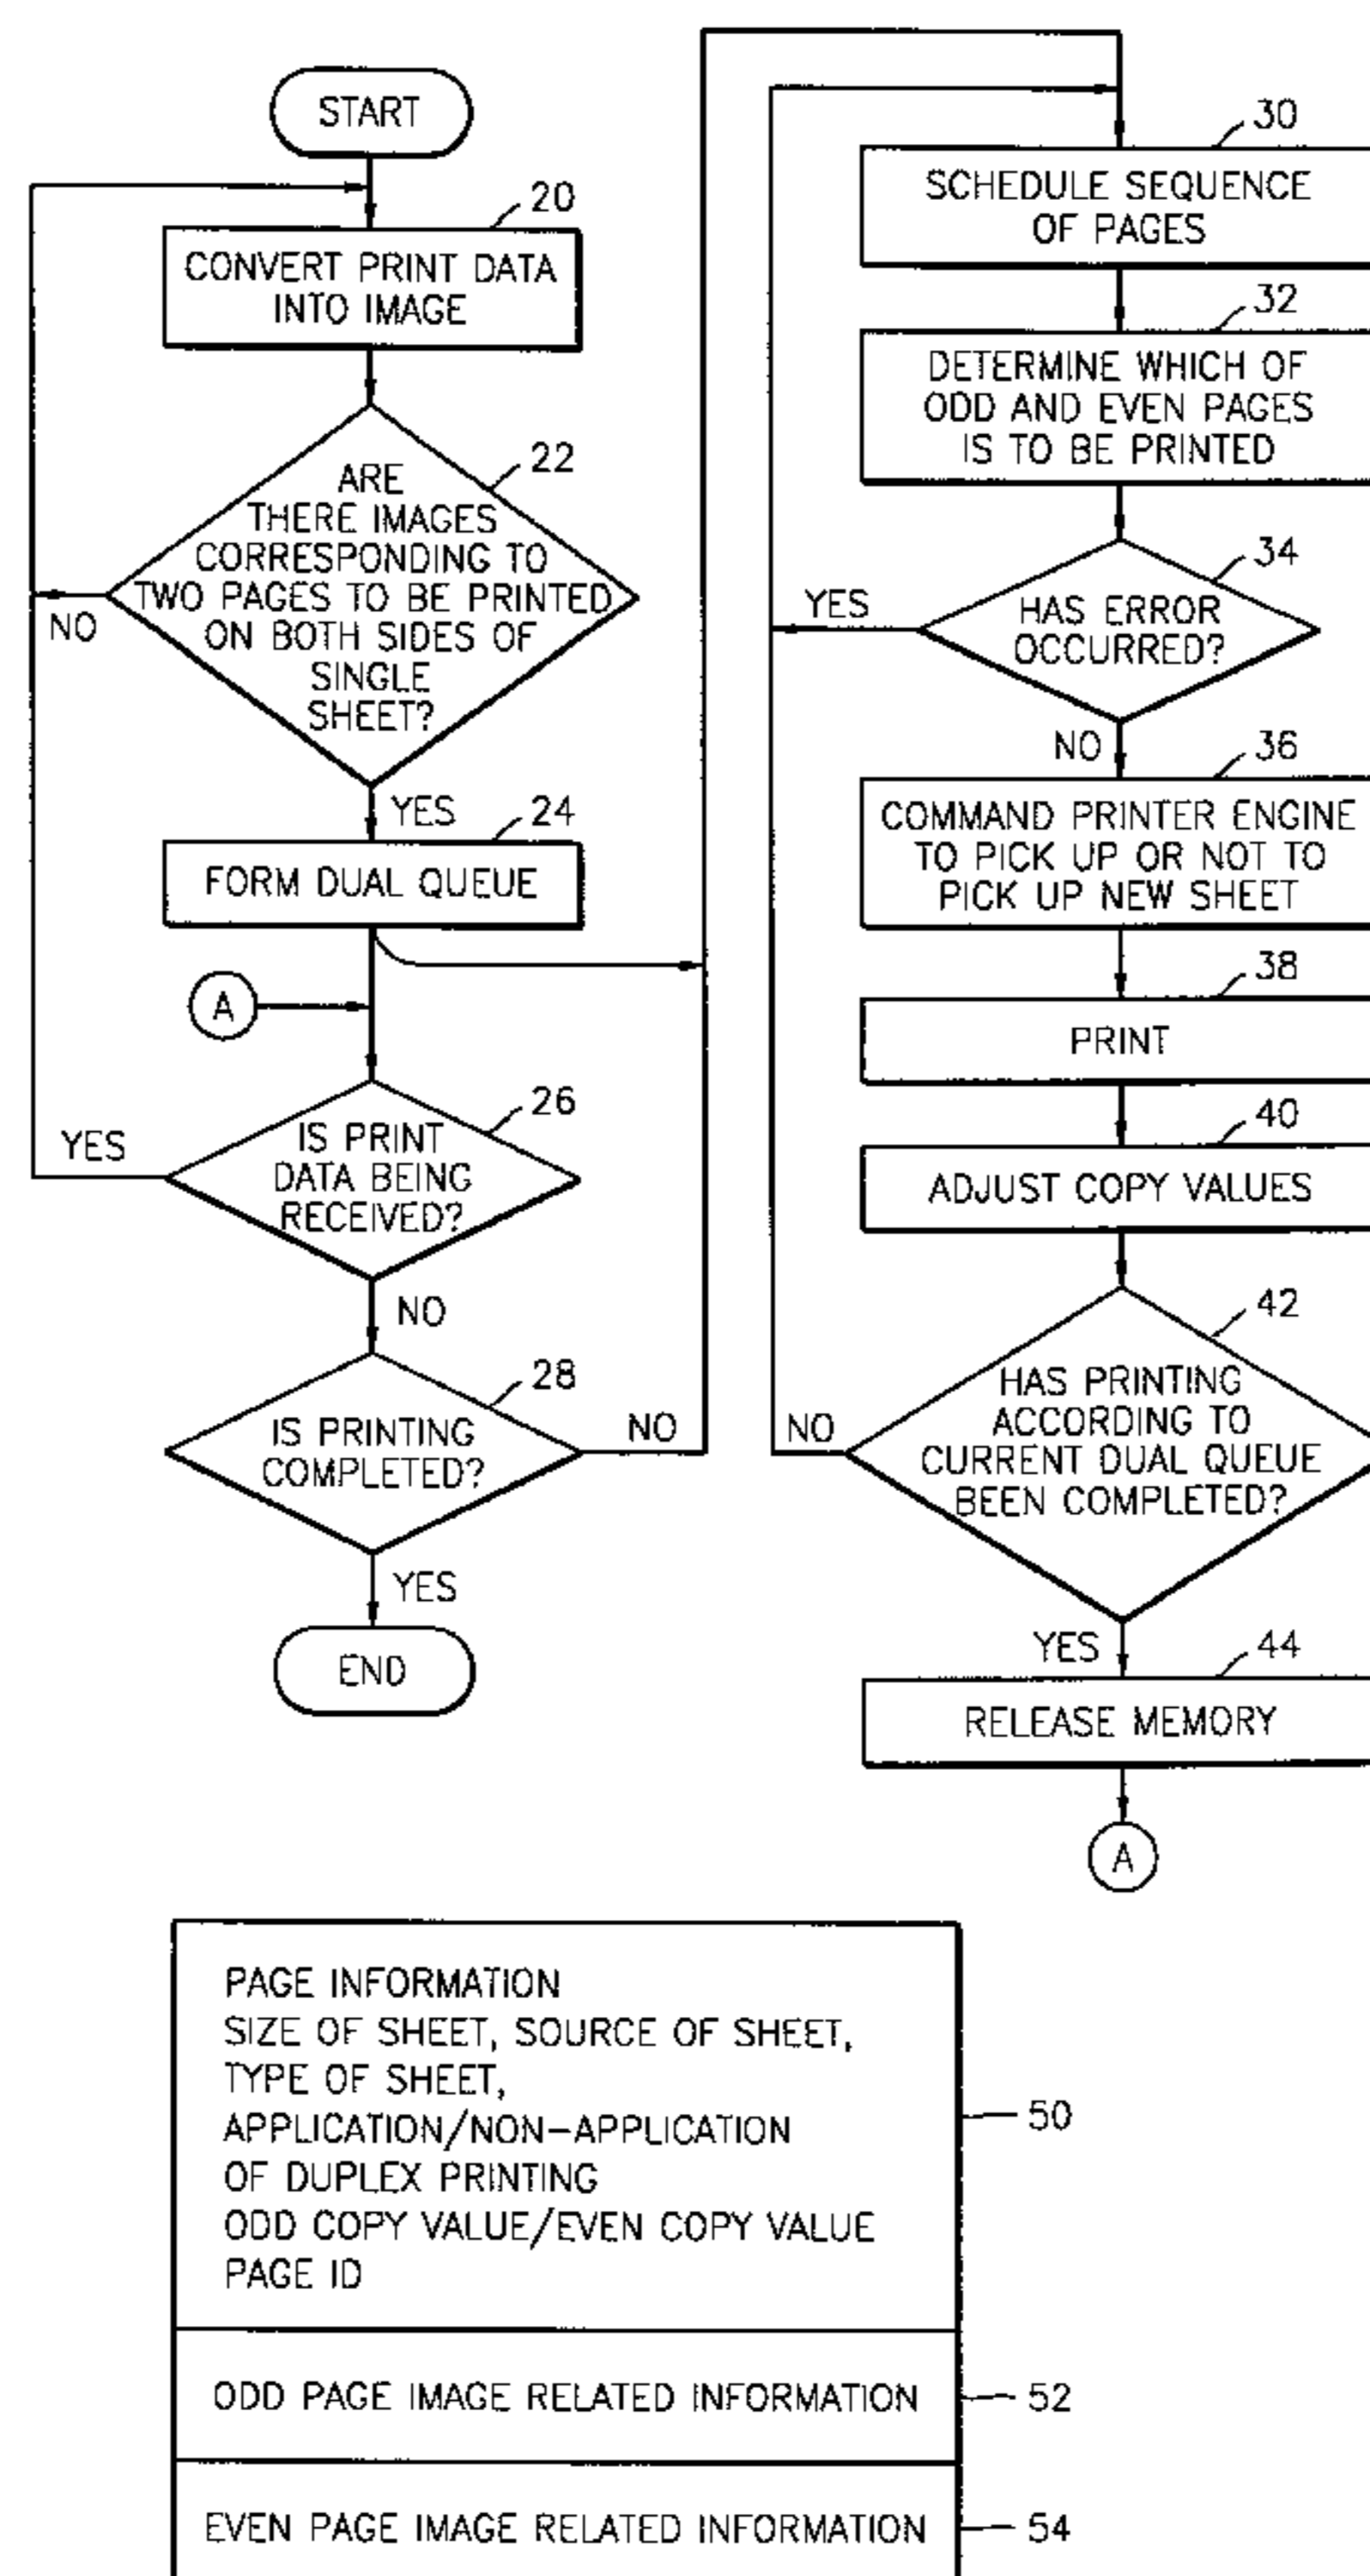 START
20
CONVERT PRINT DATA
INTO IMAGE
22
ARE
THERE IMAGES
CORRESPONDING TO
TWO PAGES TO BE PRINTED
ON BOTH SIDES OF
SINGLE
SHEET?
NO
YES
24
FORM DUAL QUEUE
A
26
IS PRINT
DATA BEING
RECEIVED?
YES
NO
28
IS PRINTING
COMPLETED?
NO
YES
END
30
SCHEDULE SEQUENCE
OF PAGES
32
DETERMINE WHICH OF
ODD AND EVEN PAGES
IS TO BE PRINTED
34
HAS ERROR
OCCURRED?
YES
NO
36
COMMAND PRINTER ENGINE
TO PICK UP OR NOT TO
PICK UP NEW SHEET
38
PRINT
40
ADJUST COPY VALUES
42
HAS PRINTING
ACCORDING TO
CURRENT DUAL QUEUE
BEEN COMPLETED?
NO
YES
44
RELEASE MEMORY
A
PAGE INFORMATION
SIZE OF SHEET, SOURCE OF SHEET,
TYPE OF SHEET,
APPLICATION/NON-APPLICATION
OF DUPLEX PRINTING
ODD COPY VALUE/EVEN COPY VALUE
PAGE ID
50
ODD PAGE IMAGE RELATED INFORMATION
52
EVEN PAGE IMAGE RELATED INFORMATION
54